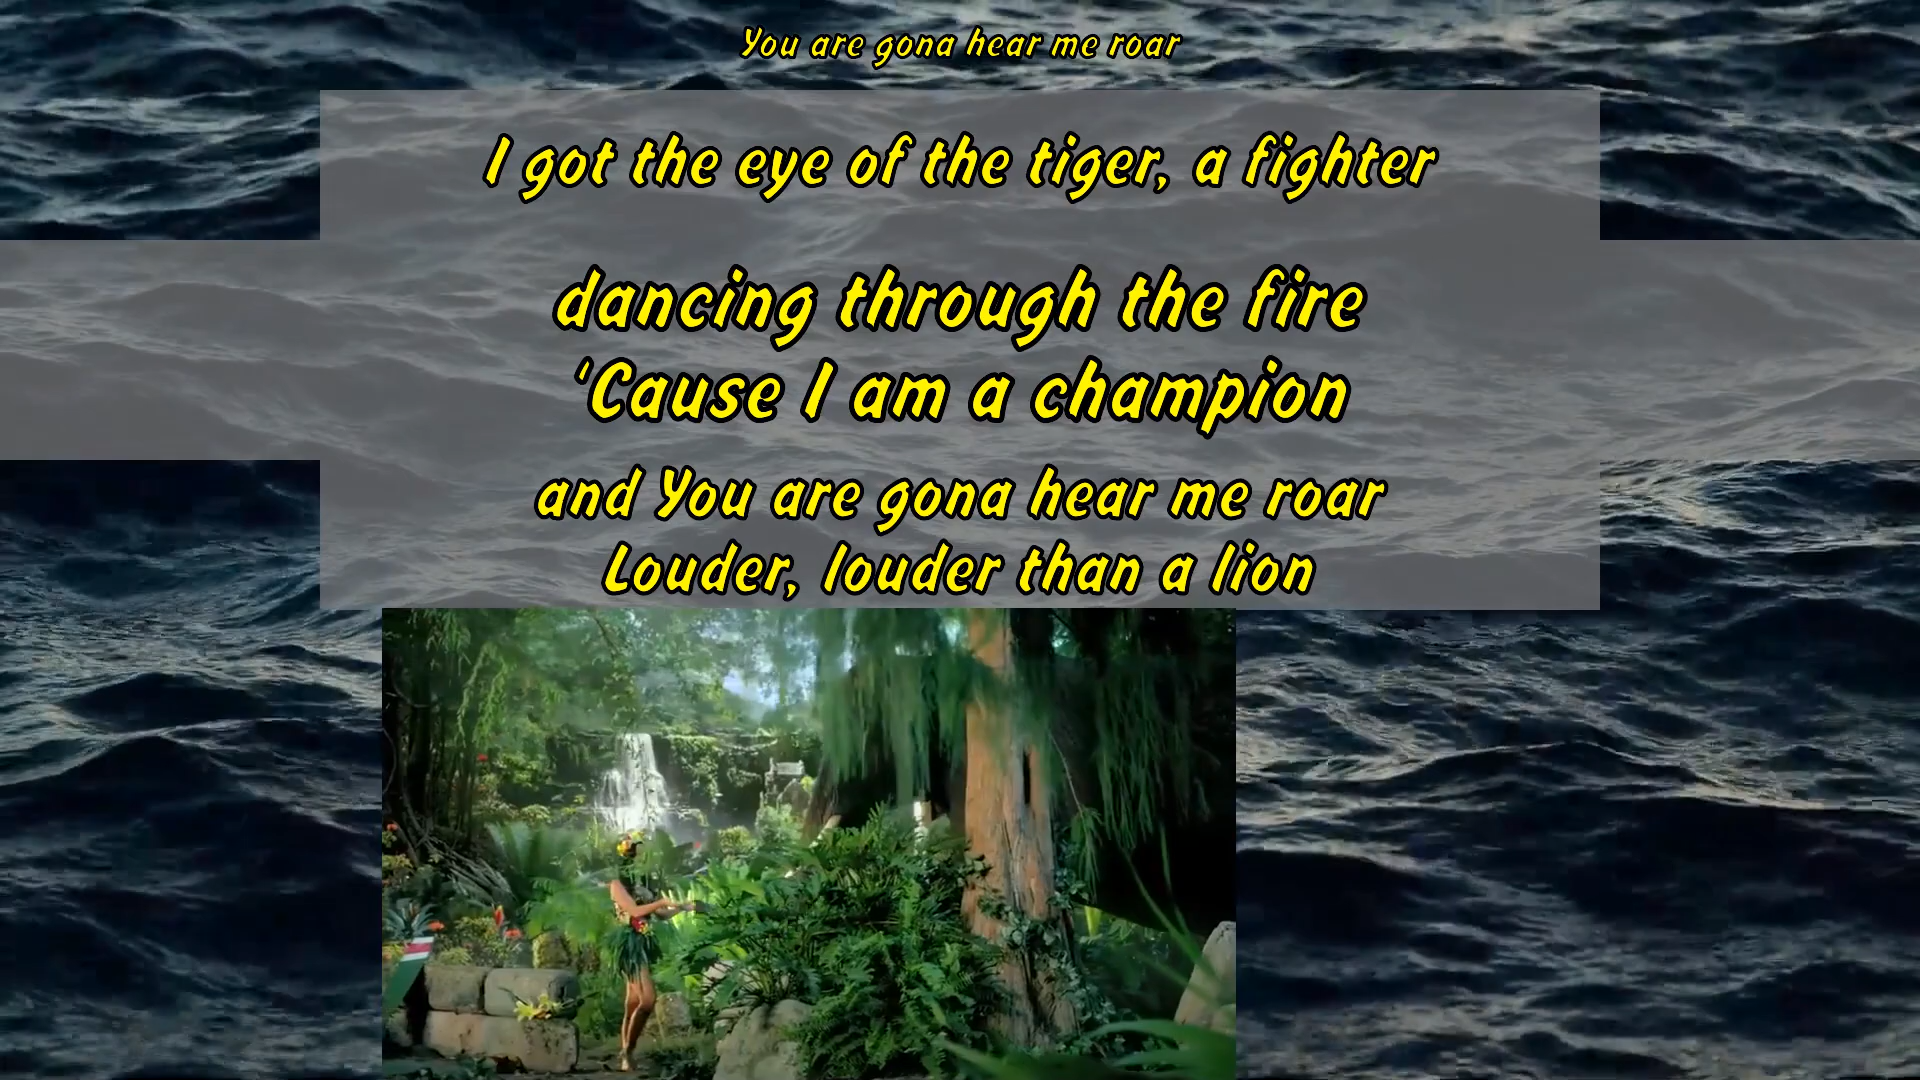 You are gona hear me roar
I got the eye of the tiger, a fighter
dancing through the fire
'Cause I am a champion
and You are gona hear me roar
Louder, louder than a lion